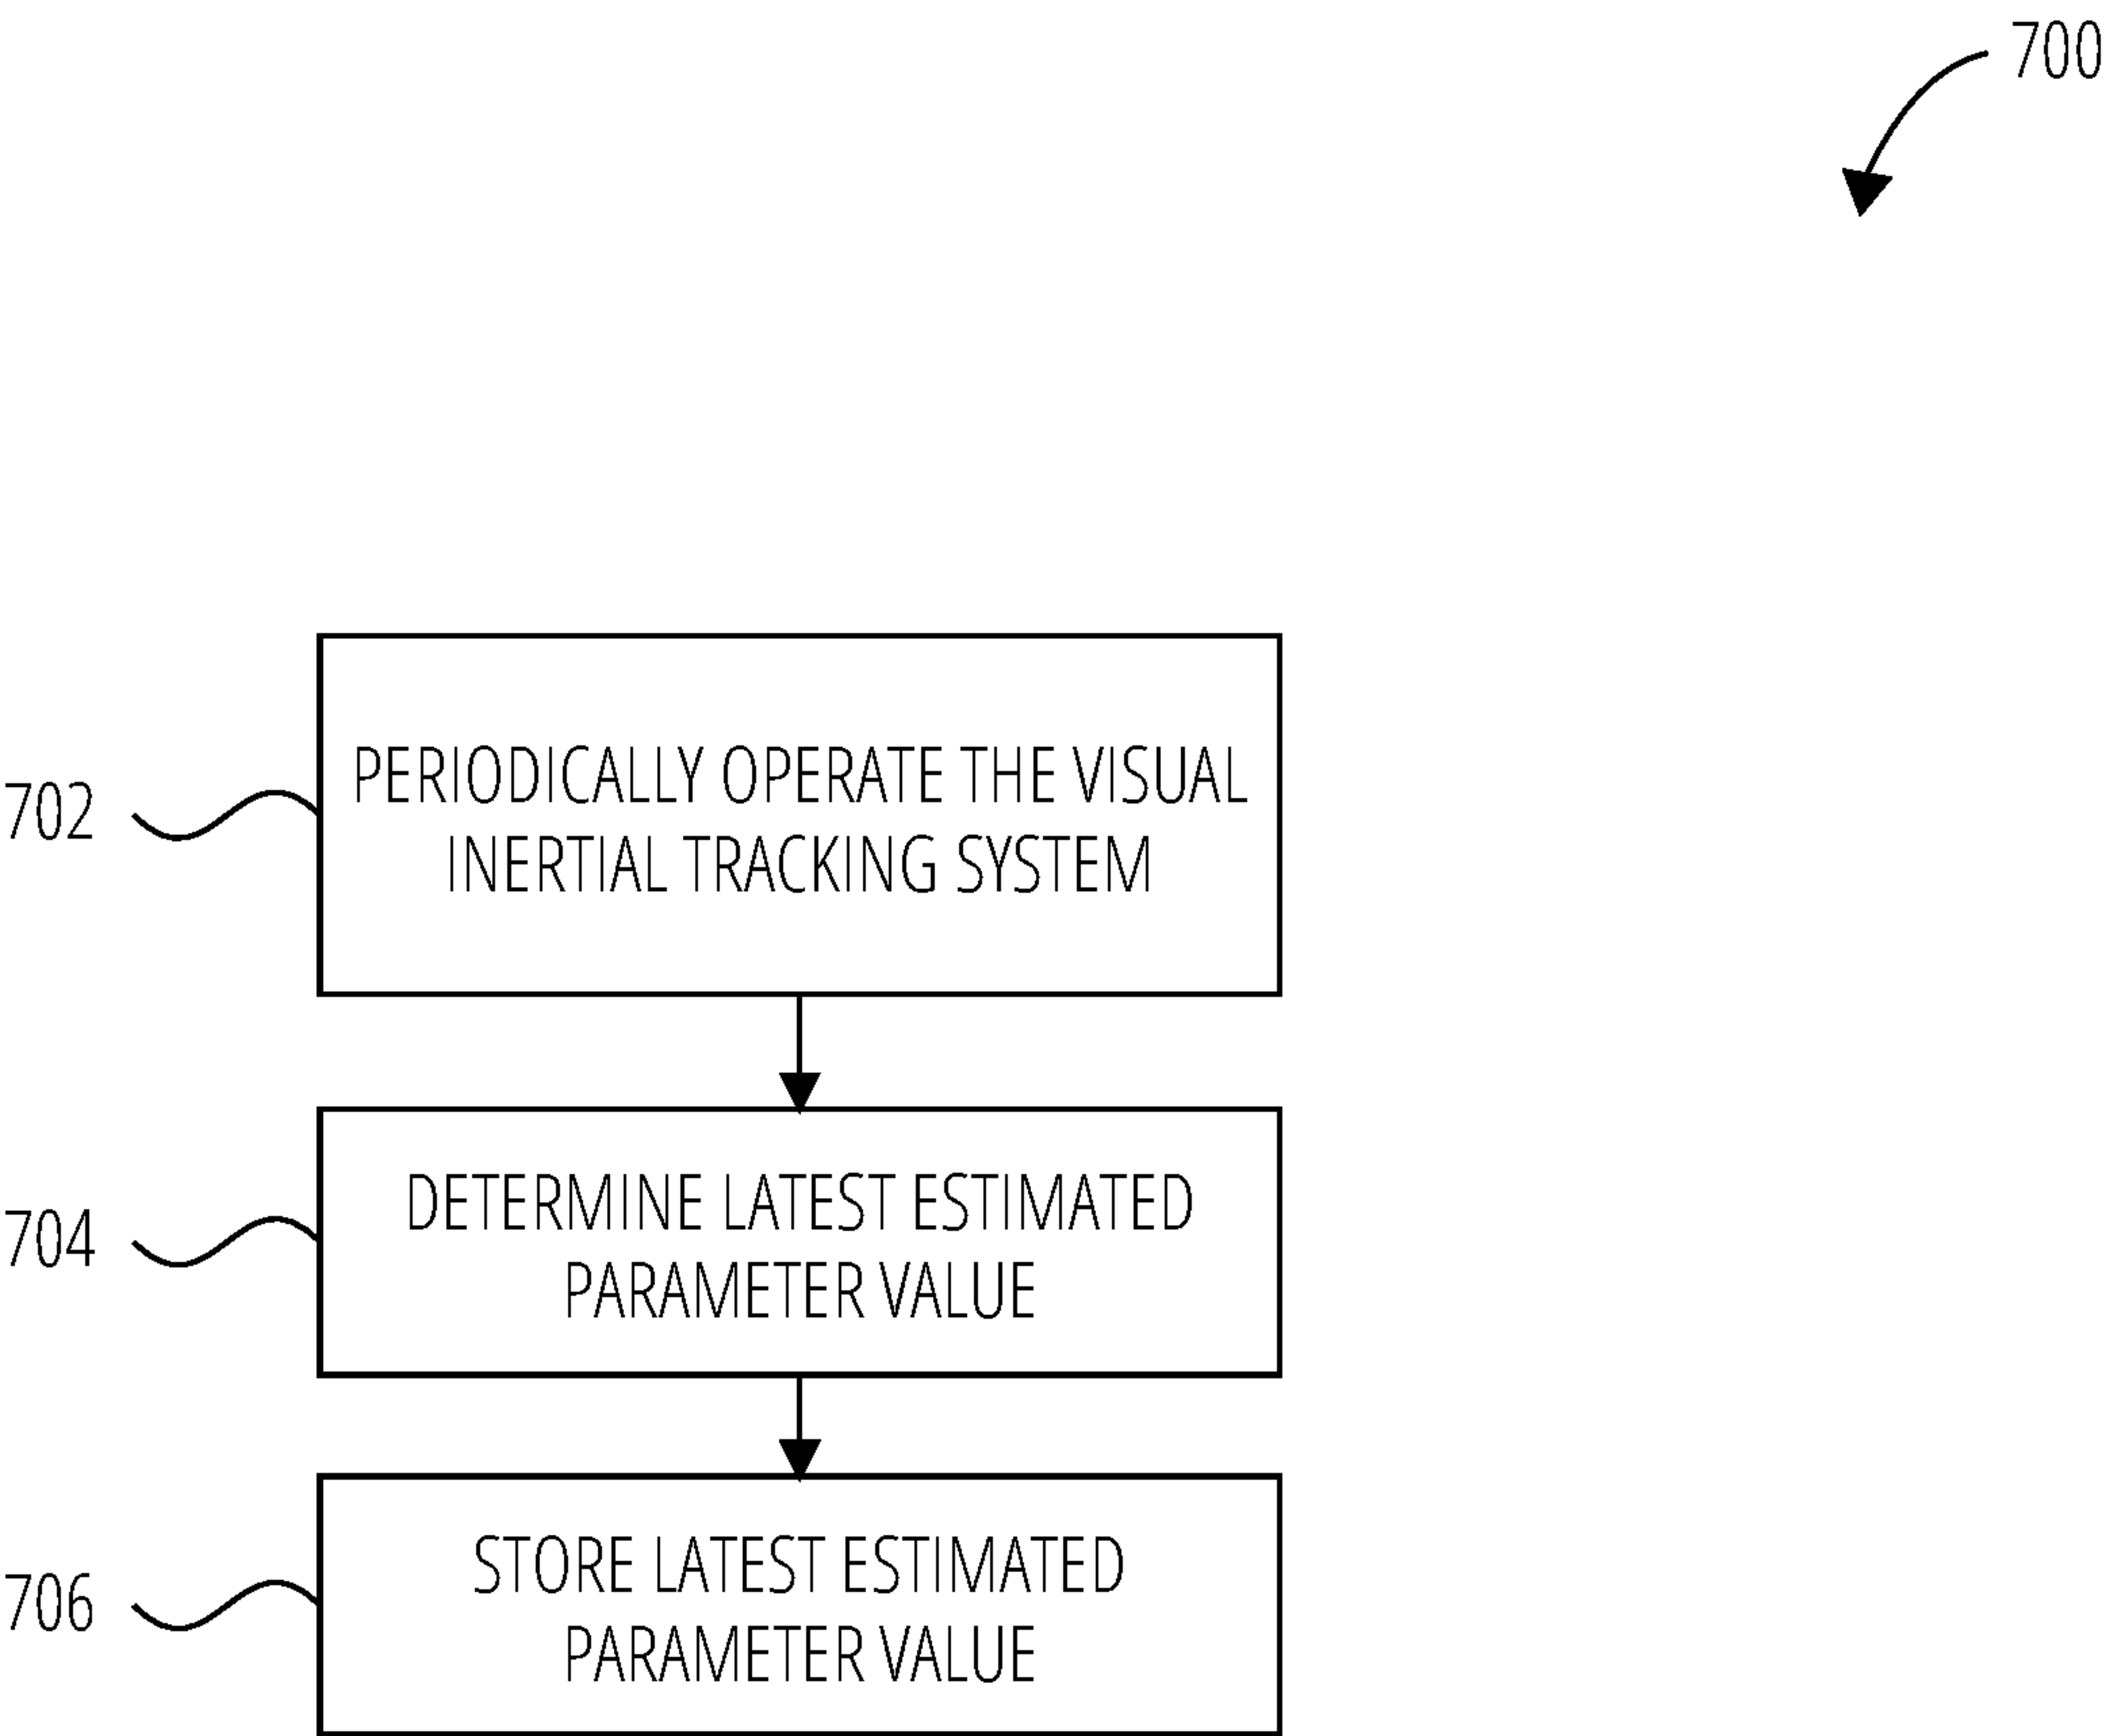 700
702
PERIODICALLY OPERATE THE VISUAL
INERTIAL TRACKING SYSTEM
704
DETERMINE LATEST ESTIMATED
PARAMETER VALUE
706
STORE LATEST ESTIMATED
PARAMETER VALUE